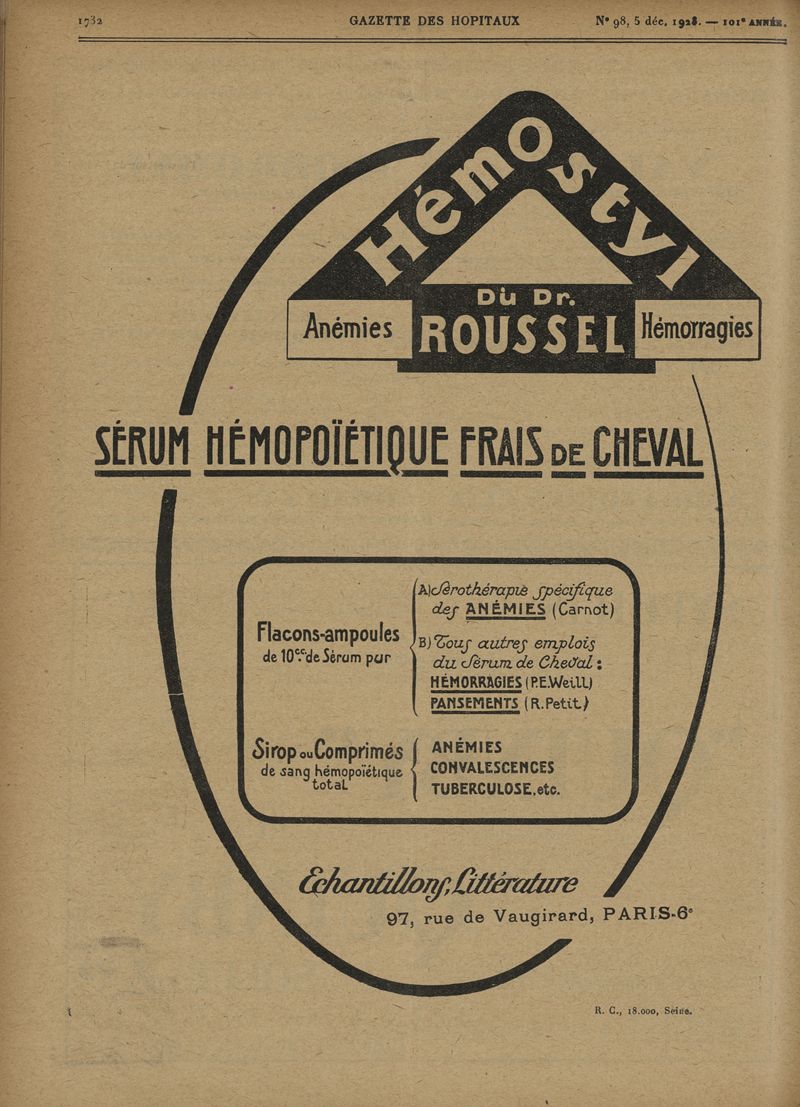 1732
GAZETTE DES HOPITAUX
N° 98, 5 déc. 1928. — 101e ANNÉE.
Hémostyl
Du Dr.
ROUSSEL
Anémies
Hémorragies
SÉRUM HÉMOPOÏÉTIQUE FRAIS DE CHEVAL
Flacons-ampoules
de 10cc. de Sérum pur
A) Sérothérapie spécifique
des ANÉMIES (Carnot)
B) Tous autres emplois
du Sérum de Cheval :
HÉMORRAGIES (P.E.Weill)
PANSEMENTS (R.Petit)
Sirop ou Comprimés
de sang hémopoïétique
total
ANÉMIES
CONVALESCENCES
TUBERCULOSE, etc.
Échantillons, Littérature
97, rue de Vaugirard, PARIS-6e
R. C., 18.000, Seine.